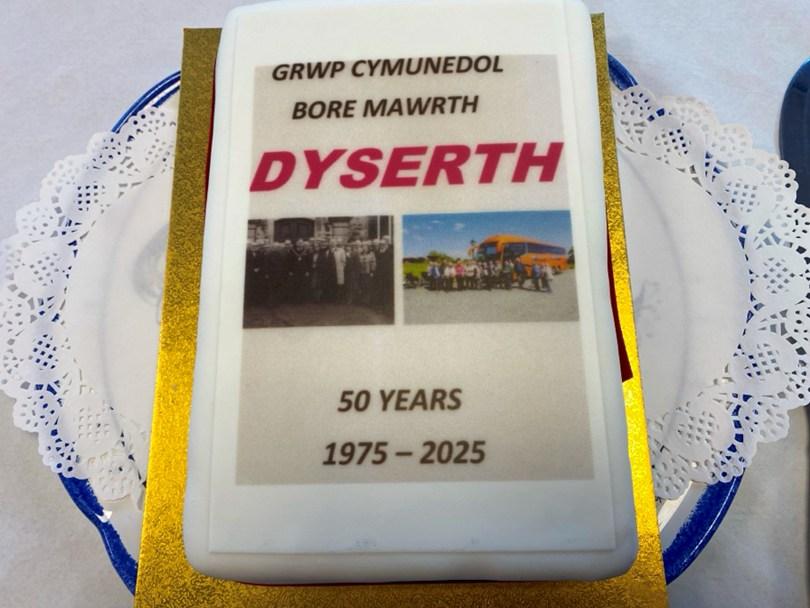 GRWP CYMUNEDOL
BORE MAWRTH
DYSERTH
50 YEARS
1975 – 2025